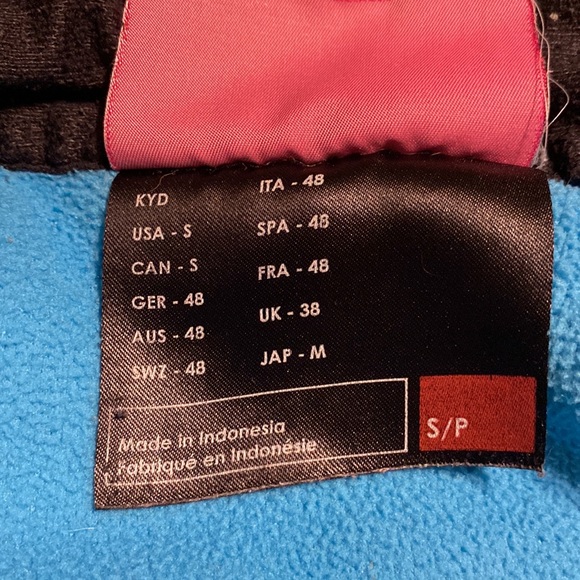 KYD
USA - S
CAN - S
GER - 48
AUS - 48
SWZ - 48
ITA - 48
SPA - 48
FRA - 48
UK - 38
JAP - M
Made in Indonesia
Fabriqué en Indonésie
S/P